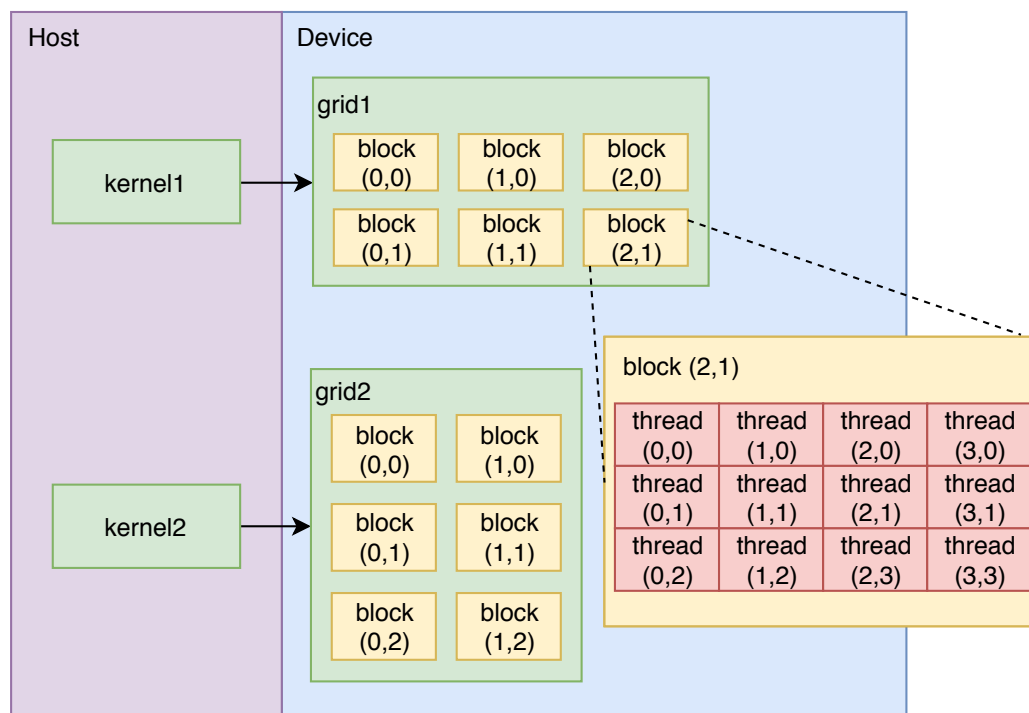 Host
Device
grid1
block
(0,0)
block
(1,0)
block
(2,0)
block
(0,1)
block
(1,1)
block
(2,1)
kernel1
block (2,1)
thread
(0,0)
thread
(1,0)
thread
(2,0)
thread
(3,0)
thread
(0,1)
thread
(1,1)
thread
(2,1)
thread
(3,1)
thread
(0,2)
thread
(1,2)
thread
(2,3)
thread
(3,3)
grid2
block
(0,0)
block
(1,0)
block
(0,1)
block
(1,1)
block
(0,2)
block
(1,2)
kernel2